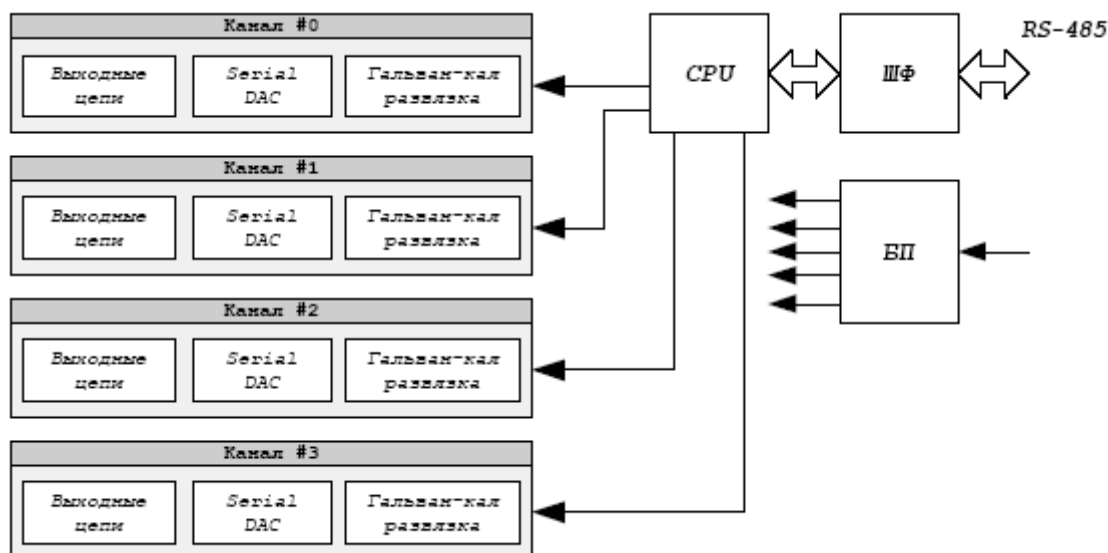 Канал #0
Выходные
цепи
Serial
DAC
Гальван-кая
развязка
CPU
ШФ
RS-485
Канал #1
Выходные
цепи
Serial
DAC
Гальван-кая
развязка
БП
Канал #2
Выходные
цепи
Serial
DAC
Гальван-кая
развязка
Канал #3
Выходные
цепи
Serial
DAC
Гальван-кая
развязка